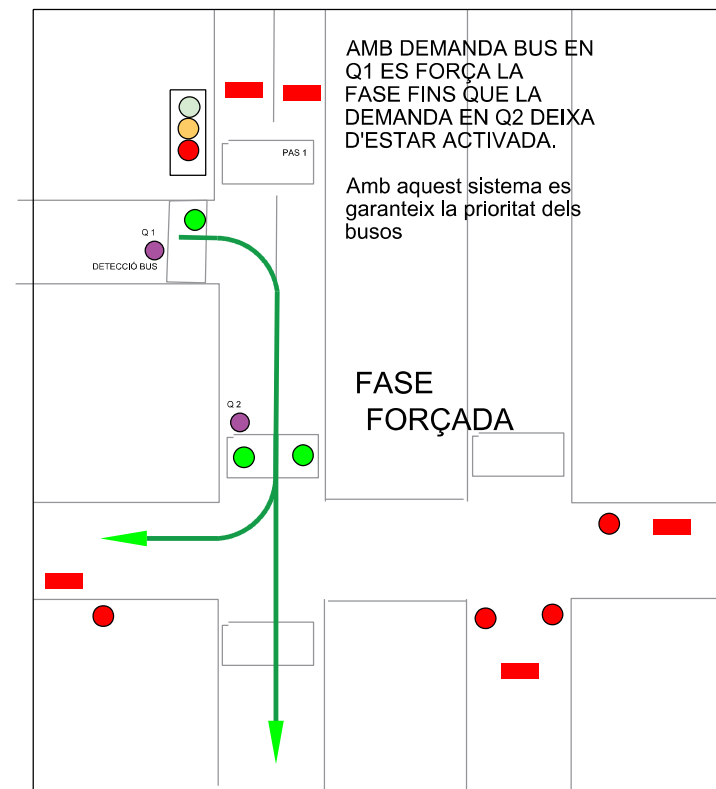 AMB DEMANDA BUS EN
Q1 ES FORÇA LA
FASE FINS QUE LA
DEMANDA EN Q2 DEIXA
D'ESTAR ACTIVADA.
Amb aquest sistema es
garanteix la prioritat dels
busos
PAS 1
Q 1
DETECCIÓ BUS
FASE
FORÇADA
Q 2